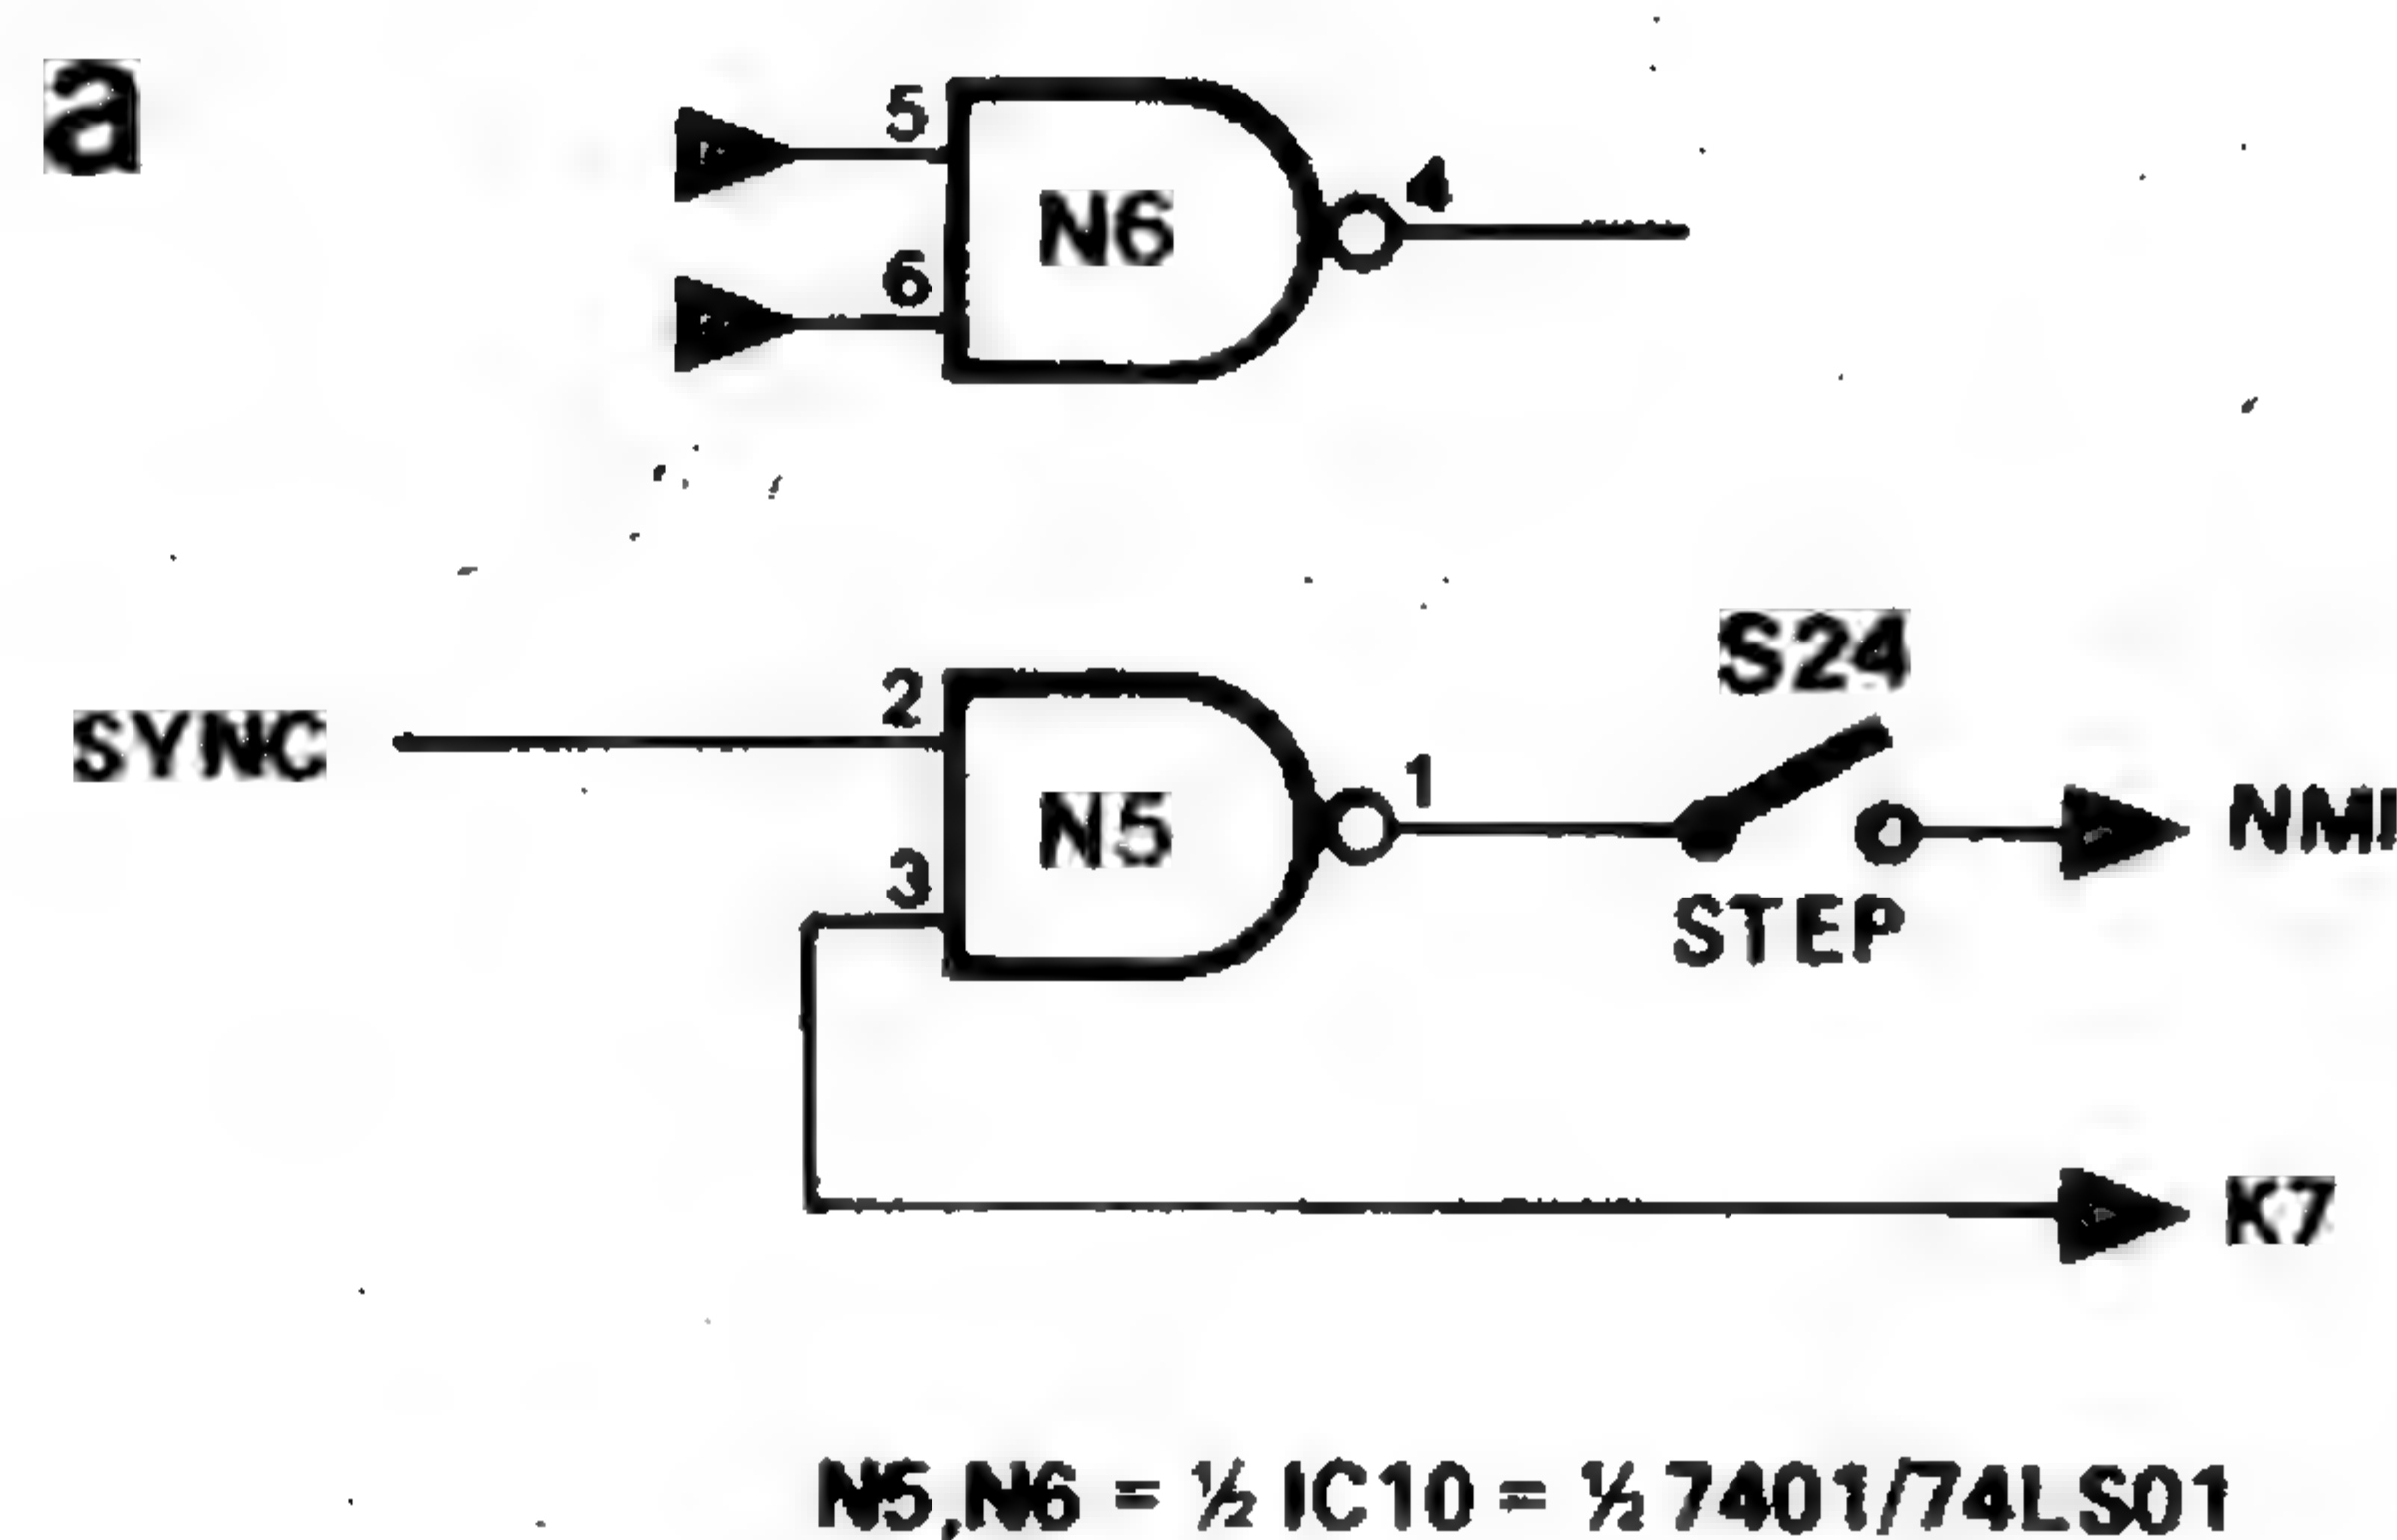 a
5
N6
4
6
S24
2
SYNC
N5
1
NMI
3
STEP
K7
N5,N6 = ½ IC10 = ½ 7401/74LS01